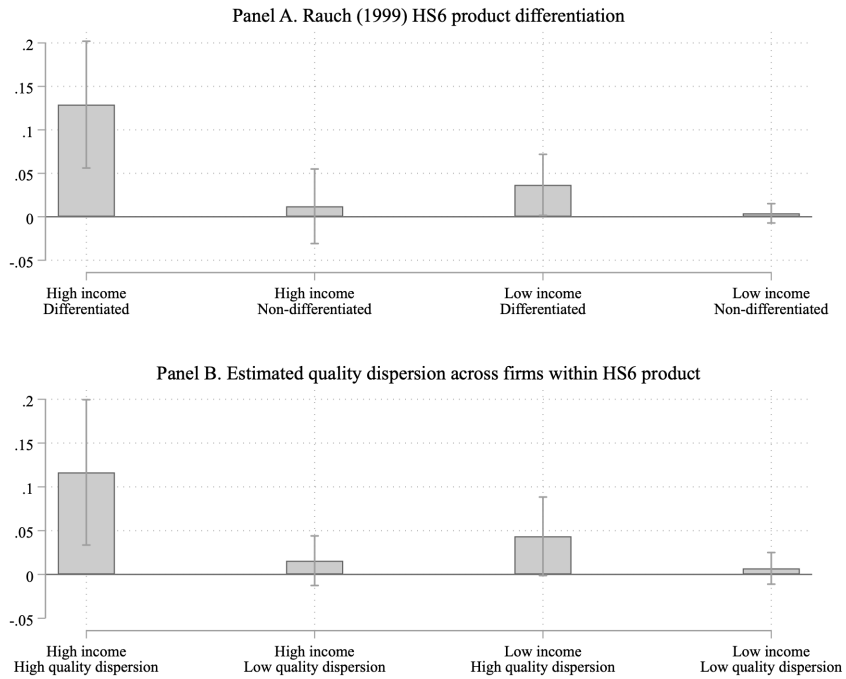 Panel A. Rauch (1999) HS6 product differentiation
.2
.15
.1
.05
0
-.05
High income High income Low income Low income
Differentiated Non-differentiated Differentiated Non-differentiated
Panel B. Estimated quality dispersion across firms within HS6 product
.2
.15
.1
.05
0
-.05
High income High income Low income Low income
High quality dispersion Low quality dispersion High quality dispersion Low quality dispersion